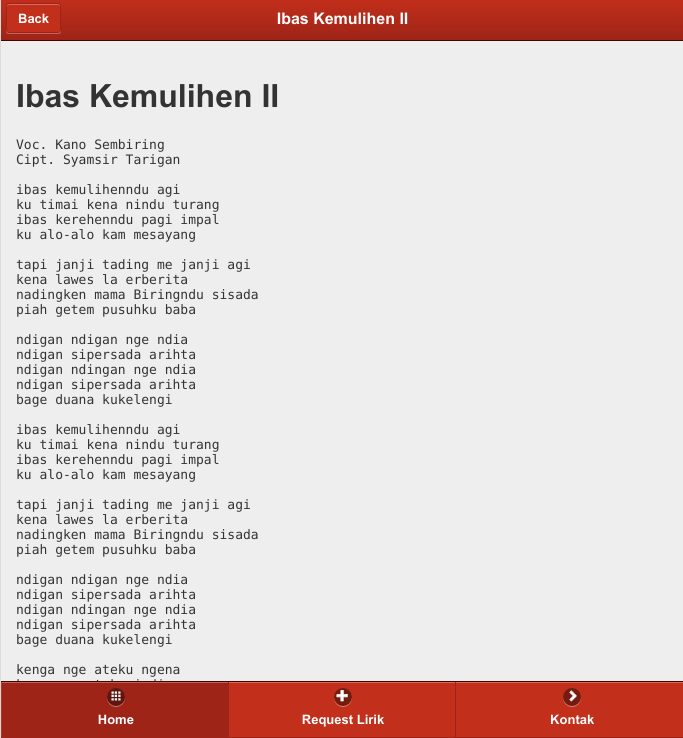 Back
Ibas Kemulihen II
Ibas Kemulihen II
Voc. Kano Sembiring
Cipt. Syamsir Tarigan
ibas kemulihenndu agi
ku timai kena nindu turang
ibas kerehenndu pagi impal
ku alo-alo kam mesayang
tapi janji tading me janji agi
kena lawes la erberita
nadingken mama Biringndu sisada
piah getem pusuhku baba
ndigan ndigan nge ndia
ndigan sipersada arihta
ndigan ndingan nge ndia
ndigan sipersada arihta
bage duana kukelengi
ibas kemulihenndu agi
ku timai kena nindu turang
ibas kerehenndu pagi impal
ku alo-alo kam mesayang
tapi janji tading me janji agi
kena lawes la erberita
nadingken mama Biringndu sisada
piah getem pusuhku baba
ndigan ndigan nge ndia
ndigan sipersada arihta
ndigan ndingan nge ndia
ndigan sipersada arihta
bage duana kukelengi
kenga nge ateku ngena
Home
Request Lirik
Kontak